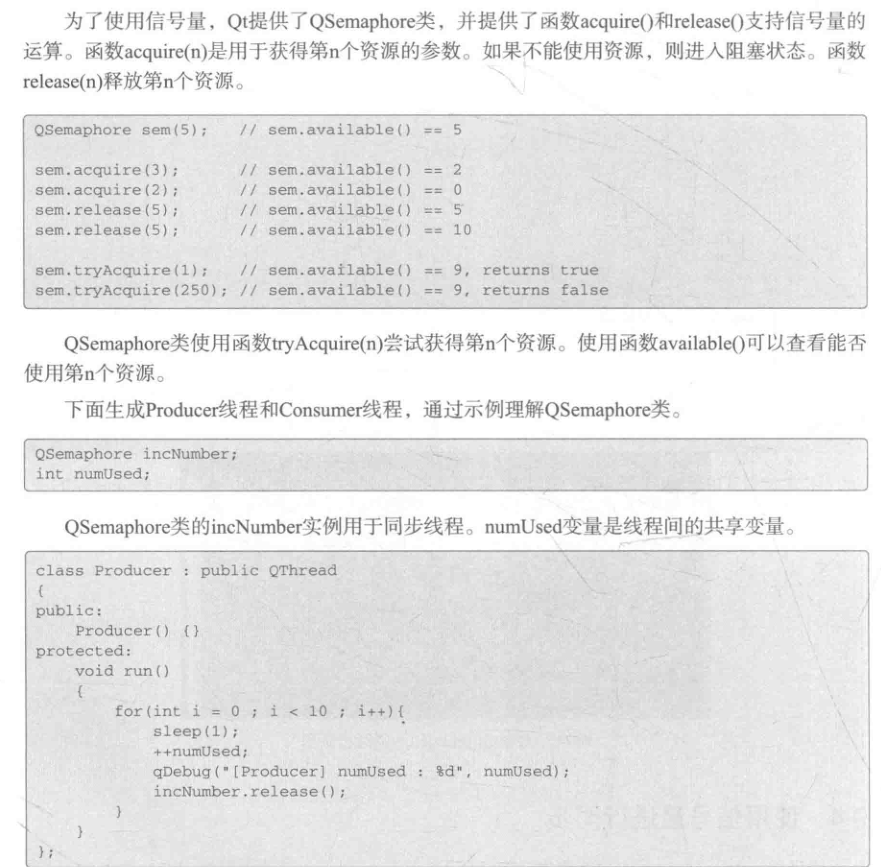 为了使用信号量，Qt提供了QSemaphore类，并提供了函数acquire()和release()支持信号量的
运算。函数acquire(n)是用于获得第n个资源的参数。如果不能使用资源，则进入阻塞状态。函数
release(n)释放第n个资源。
QSemaphore sem(5);   // sem.available() == 5
sem.acquire(3);      // sem.available() == 2
sem.acquire(2);      // sem.available() == 0
sem.release(5);      // sem.available() == 5
sem.release(5);      // sem.available() == 10
sem.tryAcquire(1);   // sem.available() == 9, returns true
sem.tryAcquire(250); // sem.available() == 9, returns false
QSemaphore类使用函数tryAcquire(n)尝试获得第n个资源。使用函数available()可以查看能否
使用第n个资源。
下面生成Producer线程和Consumer线程，通过示例理解QSemaphore类。
QSemaphore incNumber;
int numUsed;
QSemaphore类的incNumber实例用于同步线程。numUsed变量是线程间的共享变量。
class Producer : public QThread
{
public:
    Producer() {}
protected:
    void run()
    {
        for(int i = 0 ; i < 10 ; i++){
            sleep(1);
            ++numUsed;
            qDebug("[Producer] numUsed : %d", numUsed);
            incNumber.release();
        }
    }
};